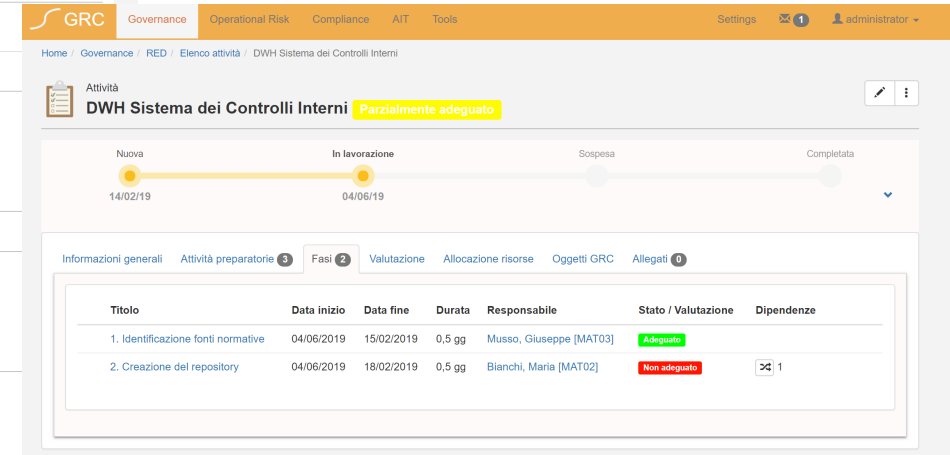 GRC Governance Operational Risk Compliance AIT Tools Settings 1 administrator
Home / Governance / RED / Elenco attività / DWH Sistema dei Controlli Interni
Attività
DWH Sistema dei Controlli Interni Parzialmente adeguato
Nuova In lavorazione Sospesa Completata
14/02/19 04/06/19
Informazioni generali Attività preparatorie 3 Fasi 2 Valutazione Allocazione risorse Oggetti GRC Allegati 0
Titolo Data inizio Data fine Durata Responsabile Stato / Valutazione Dipendenze
1. Identificazione fonti normative 04/06/2019 15/02/2019 0,5 gg Musso, Giuseppe [MAT03] Adeguato
2. Creazione del repository 04/06/2019 18/02/2019 0,5 gg Bianchi, Maria [MAT02] Non adeguato 1